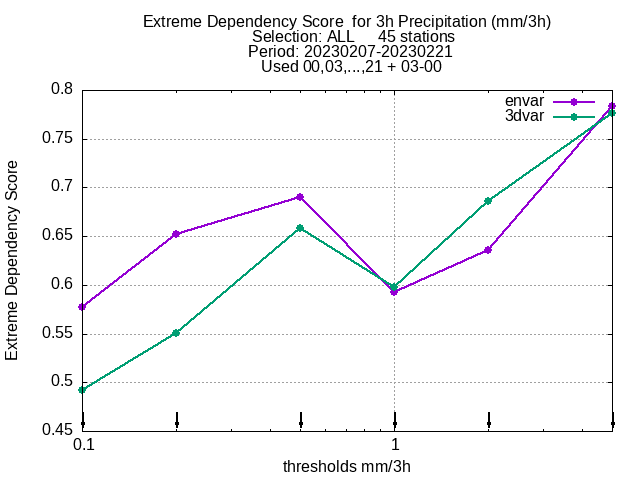 Extreme Dependency Score  for 3h Precipitation (mm/3h)
Selection: ALL     45 stations
Period: 20230207-20230221
Used 00,03,...,21 + 03-00
envar
3dvar
0.8
0.75
0.7
0.65
0.6
0.55
0.5
0.45
Extreme Dependency Score
0.1
1
thresholds mm/3h